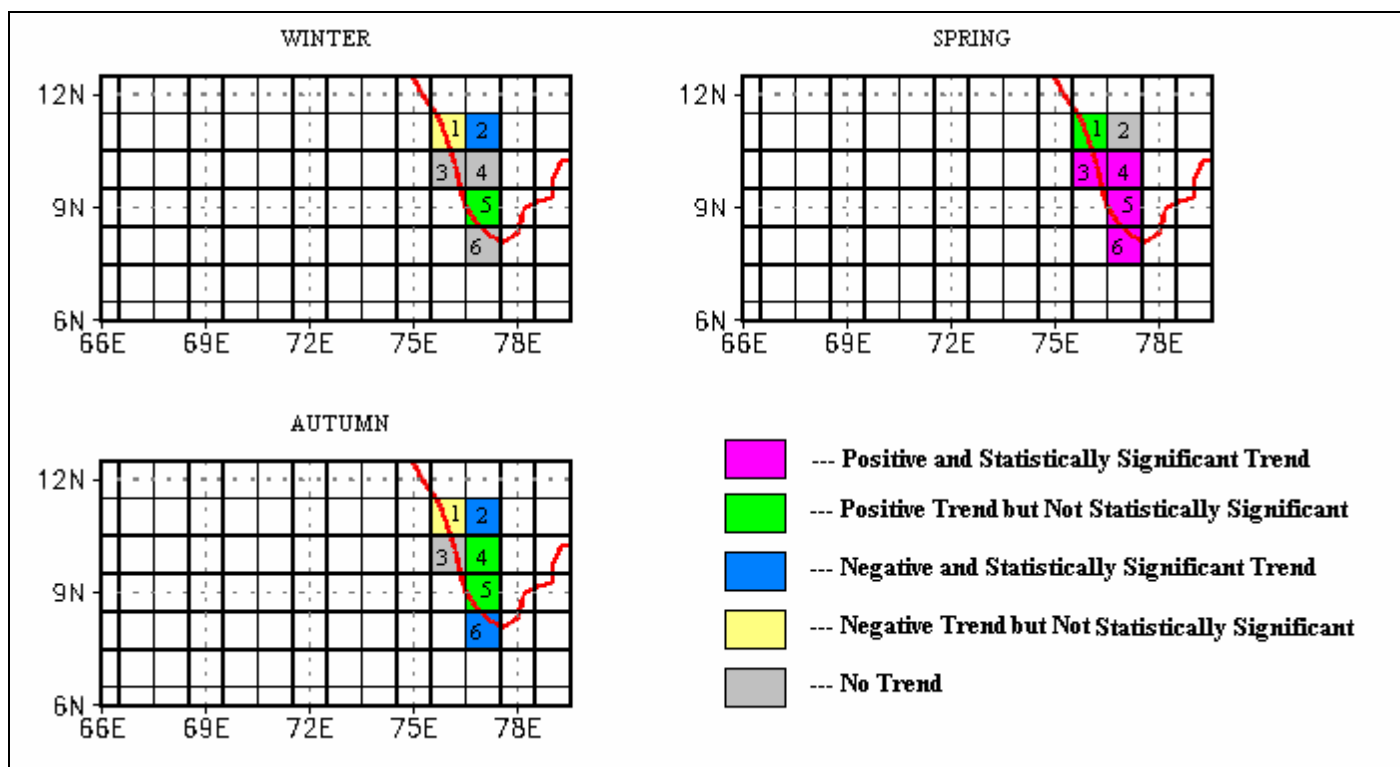 WINTER
SPRING
12N
9N
6N
66E 69E 72E 75E 78E
1 2
3 4
5
6
12N
9N
6N
66E 69E 72E 75E 78E
1 2
3 4
5
6
AUTUMN
12N
9N
6N
66E 69E 72E 75E 78E
1 2
3 4
5
6
--- Positive and Statistically Significant Trend
--- Positive Trend but Not Statistically Significant
--- Negative and Statistically Significant Trend
--- Negative Trend but Not Statistically Significant
--- No Trend